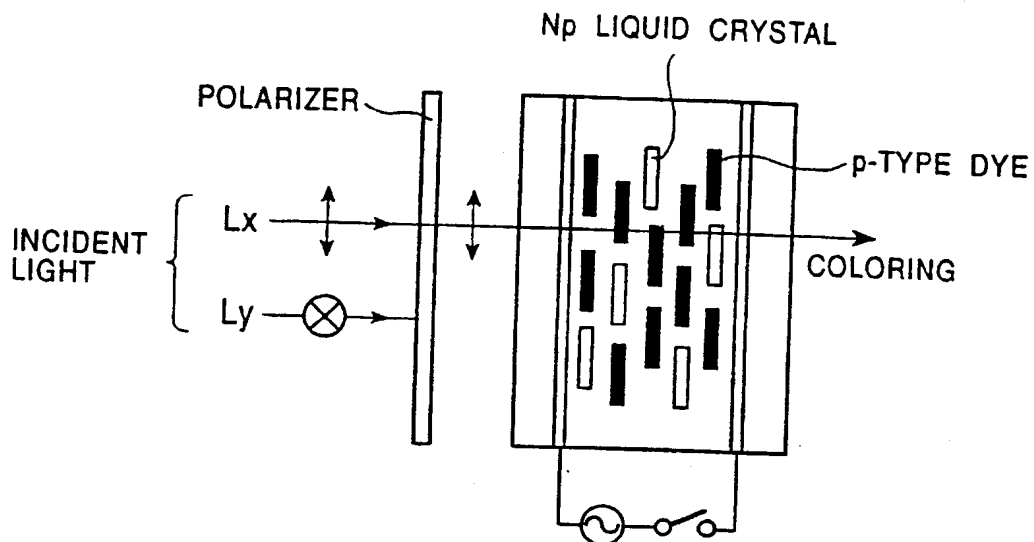 Np LIQUID CRYSTAL
POLARIZER
p-TYPE DYE
INCIDENT
LIGHT
Lx
COLORING
Ly